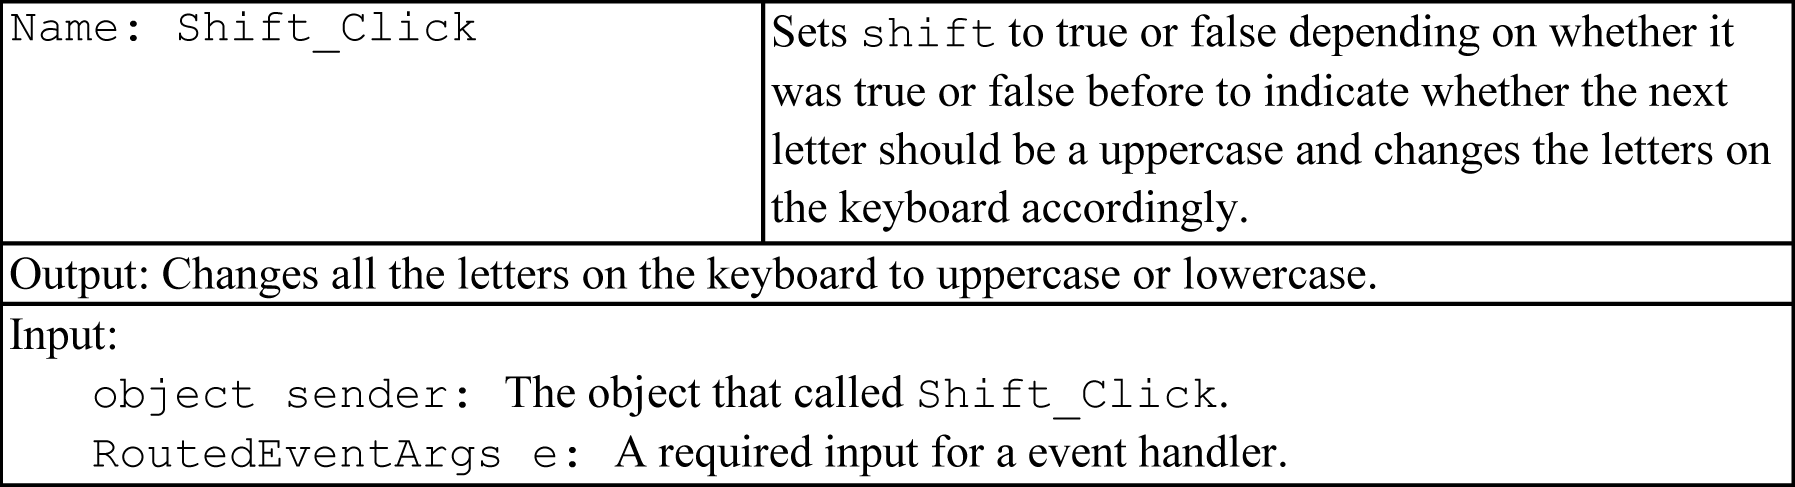 Name: Shift_Click
Sets shift to true or false depending on whether it
was true or false before to indicate whether the next
letter should be a uppercase and changes the letters on
the keyboard accordingly.
Output: Changes all the letters on the keyboard to uppercase or lowercase.
Input:
object sender: The object that called Shift_Click.
RoutedEventArgs e: A required input for a event handler.